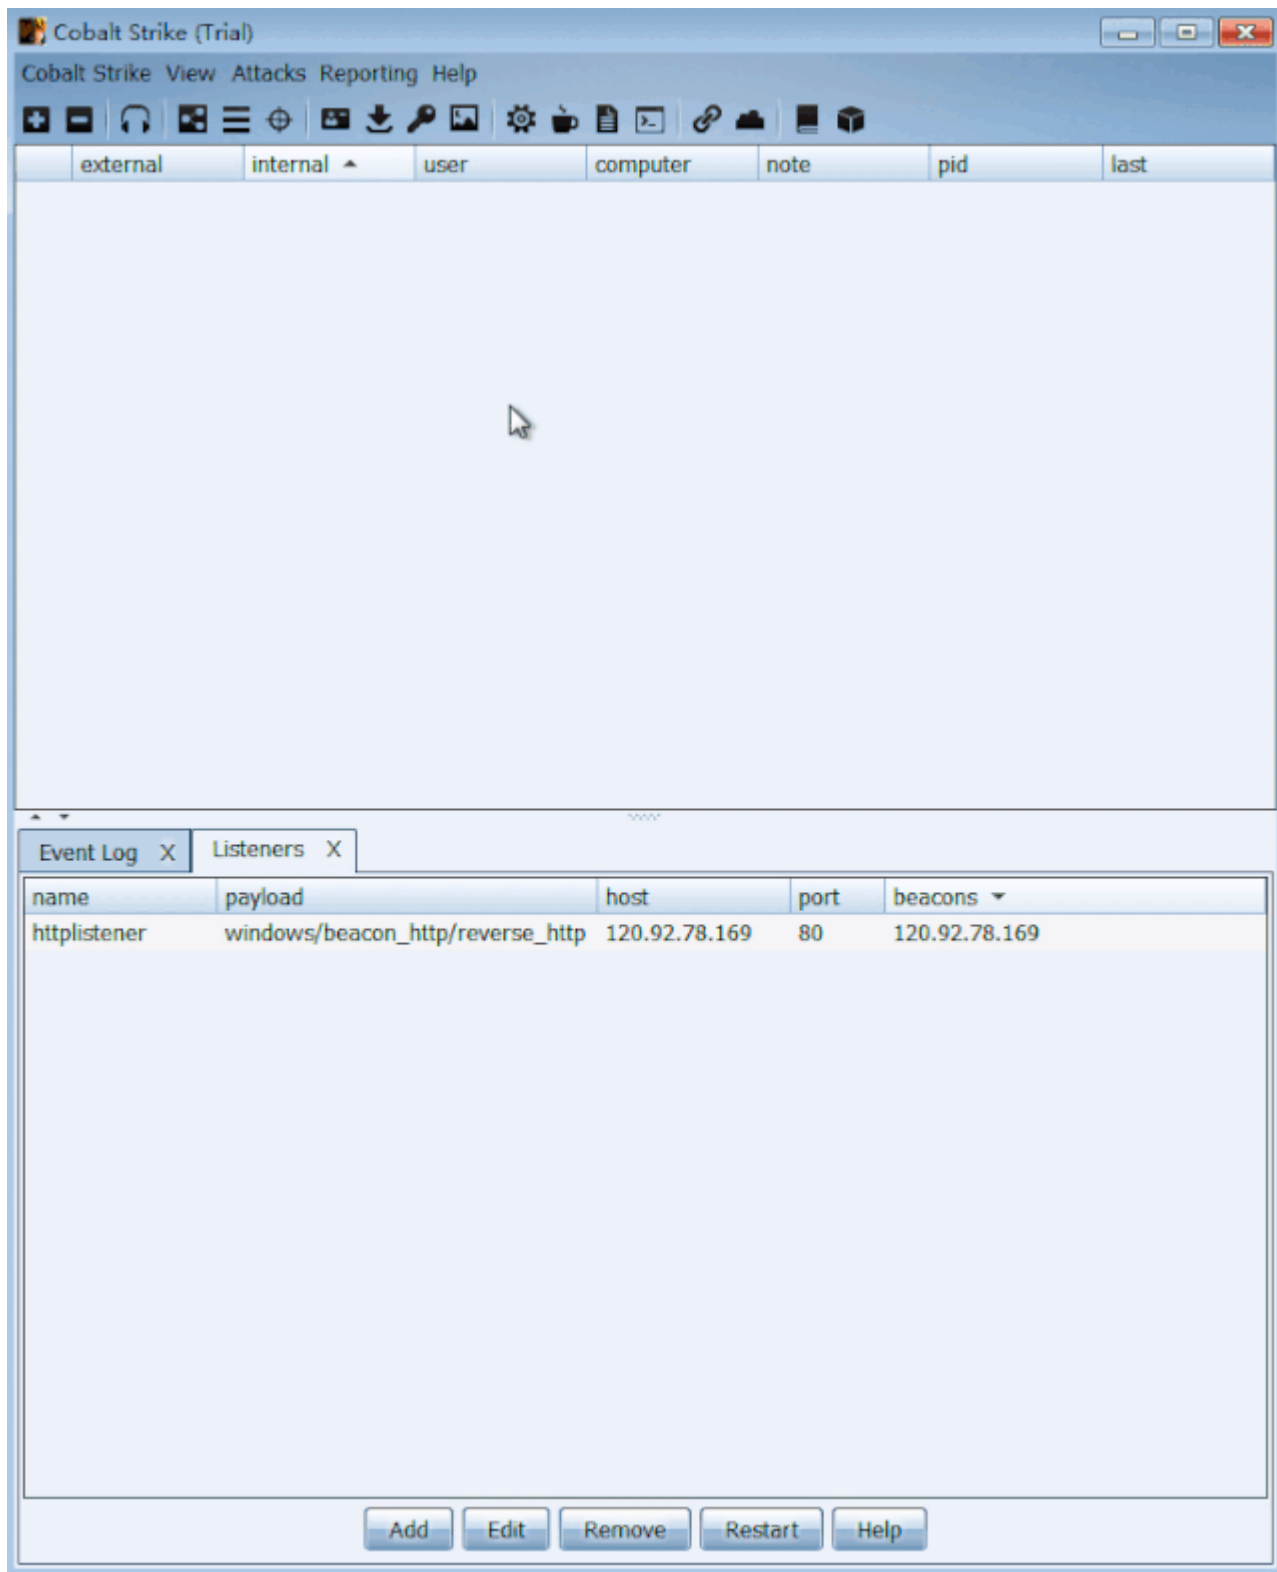 Cobalt Strike (Trial)
Cobalt Strike View Attacks Reporting Help
external internal user computer note pid last
Event Log X Listeners X
name payload host port beacons
httplistener windows/beacon_http/reverse_http 120.92.78.169 80 120.92.78.169
Add Edit Remove Restart Help